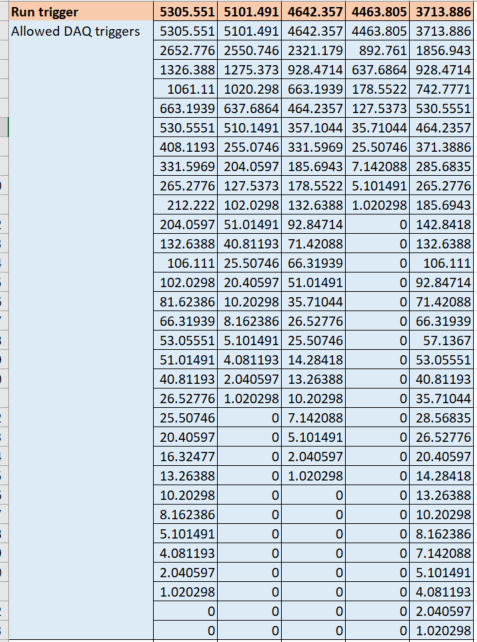 Run trigger 5305.551 5101.491 4642.357 4463.805 3713.886
Allowed DAQ triggers 5305.551 5101.491 4642.357 4463.805 3713.886
2652.776 2550.746 2321.179 892.761 1856.943
1326.388 1275.373 928.4714 637.6864 928.4714
1061.11 1020.298 663.1939 178.5522 742.7771
663.1939 637.6864 464.2357 127.5373 530.5551
530.5551 510.1491 357.1044 35.71044 464.2357
408.1193 255.0746 331.5969 25.50746 371.3886
331.5969 204.0597 185.6943 7.142088 285.6835
265.2776 127.5373 178.5522 5.101491 265.2776
212.222 102.0298 132.6388 1.020298 185.6943
204.0597 51.01491 92.84714 0 142.8418
132.6388 40.81193 71.42088 0 132.6388
106.111 25.50746 66.31939 0 106.111
102.0298 20.40597 51.01491 0 92.84714
81.62386 10.20298 35.71044 0 71.42088
66.31939 8.162386 26.52776 0 66.31939
53.05551 5.101491 25.50746 0 57.1367
51.01491 4.081193 14.28418 0 53.05551
40.81193 2.040597 13.26388 0 40.81193
26.52776 1.020298 10.20298 0 35.71044
25.50746 0 7.142088 0 28.56835
20.40597 0 5.101491 0 26.52776
16.32477 0 2.040597 0 20.40597
13.26388 0 1.020298 0 14.28418
10.20298 0 0 0 13.26388
8.162386 0 0 0 10.20298
5.101491 0 0 0 8.162386
4.081193 0 0 0 7.142088
2.040597 0 0 0 5.101491
1.020298 0 0 0 4.081193
0 0 0 0 2.040597
0 0 0 0 1.020298